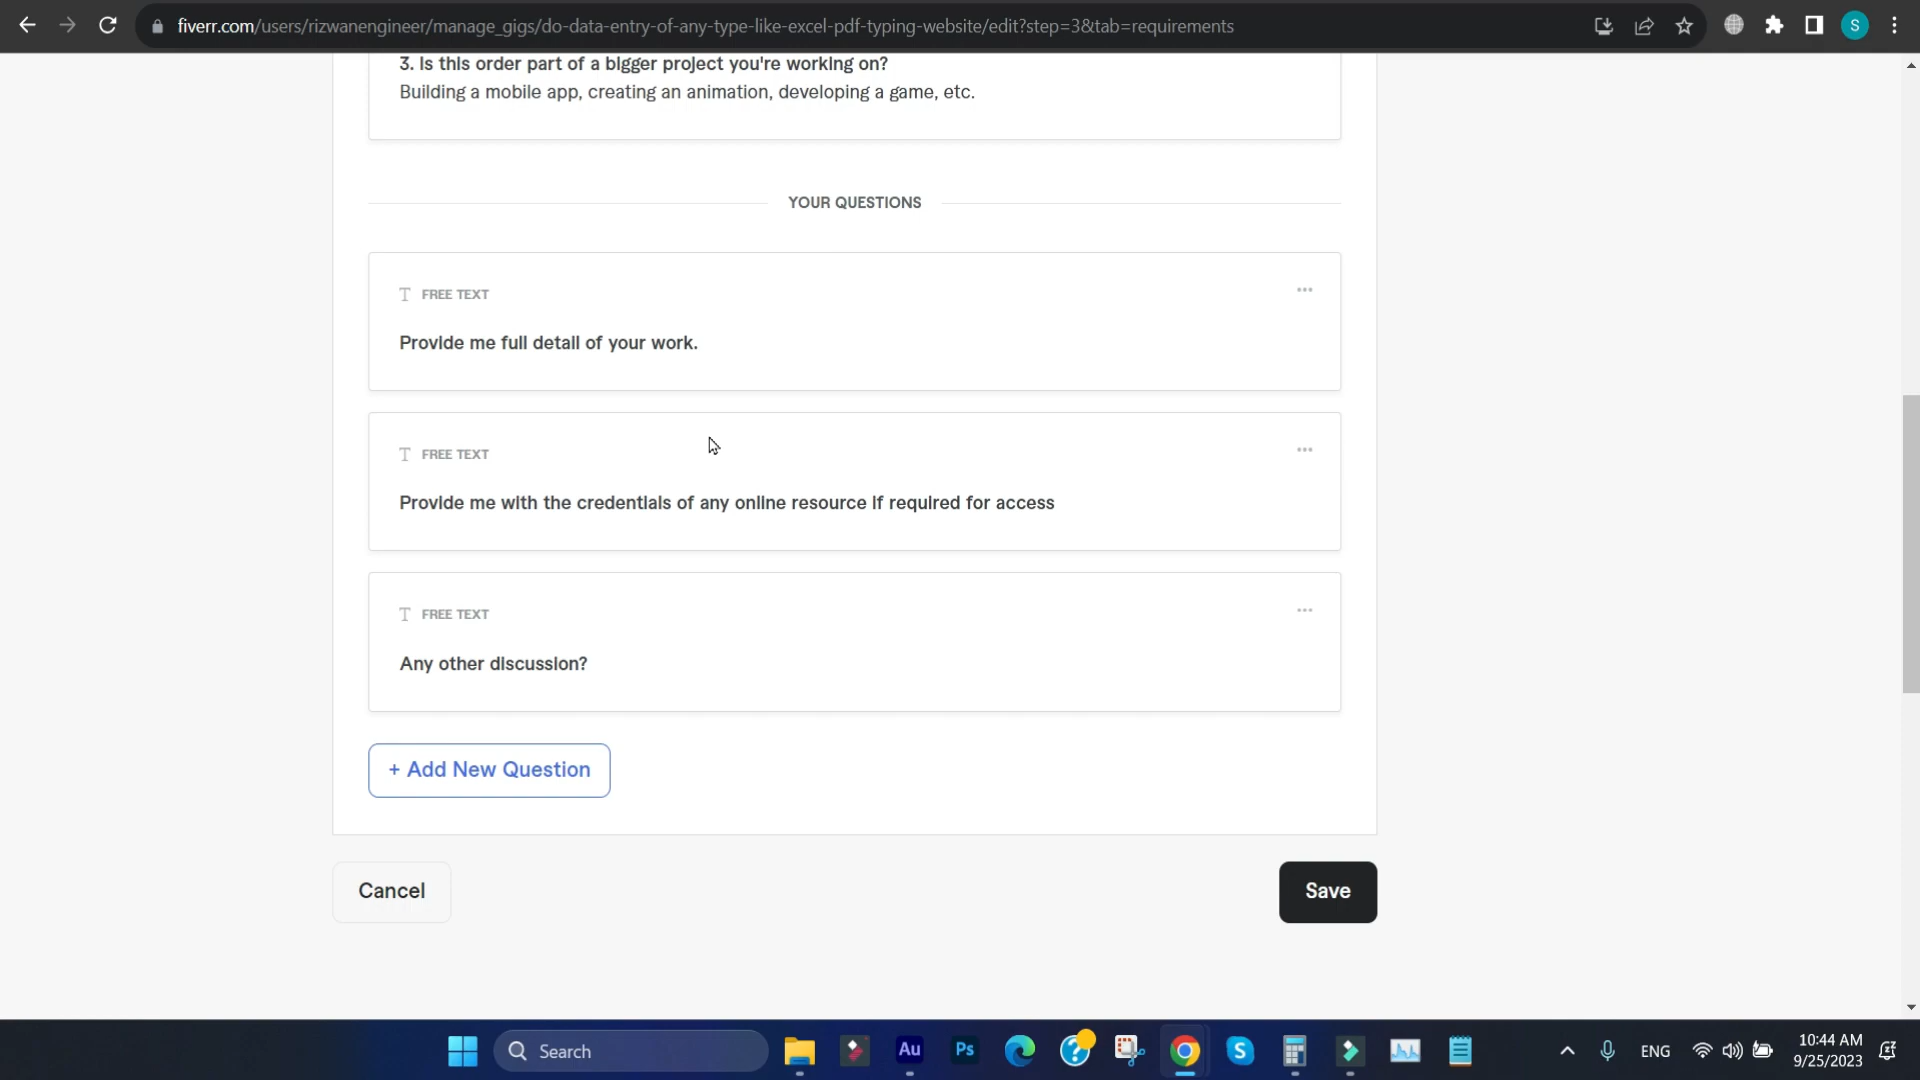 fiverr.com/users/rizwanengineer/manage_gigs/do-data-entry-of-any-type-like-excel-pdf-typing-website/edit?step=3&tab=requirements
S
3. Is this order part of a bigger project you're working on?
Building a mobile app, creating an animation, developing a game, etc.
YOUR QUESTIONS
T FREE TEXT
Provide me full detail of your work.
T FREE TEXT
Provide me with the credentials of any online resource if required for access
T FREE TEXT
Any other discussion?
+ Add New Question
Cancel
Save
Search
Au
Ps
?
S
ENG
10:44 AM
9/25/2023